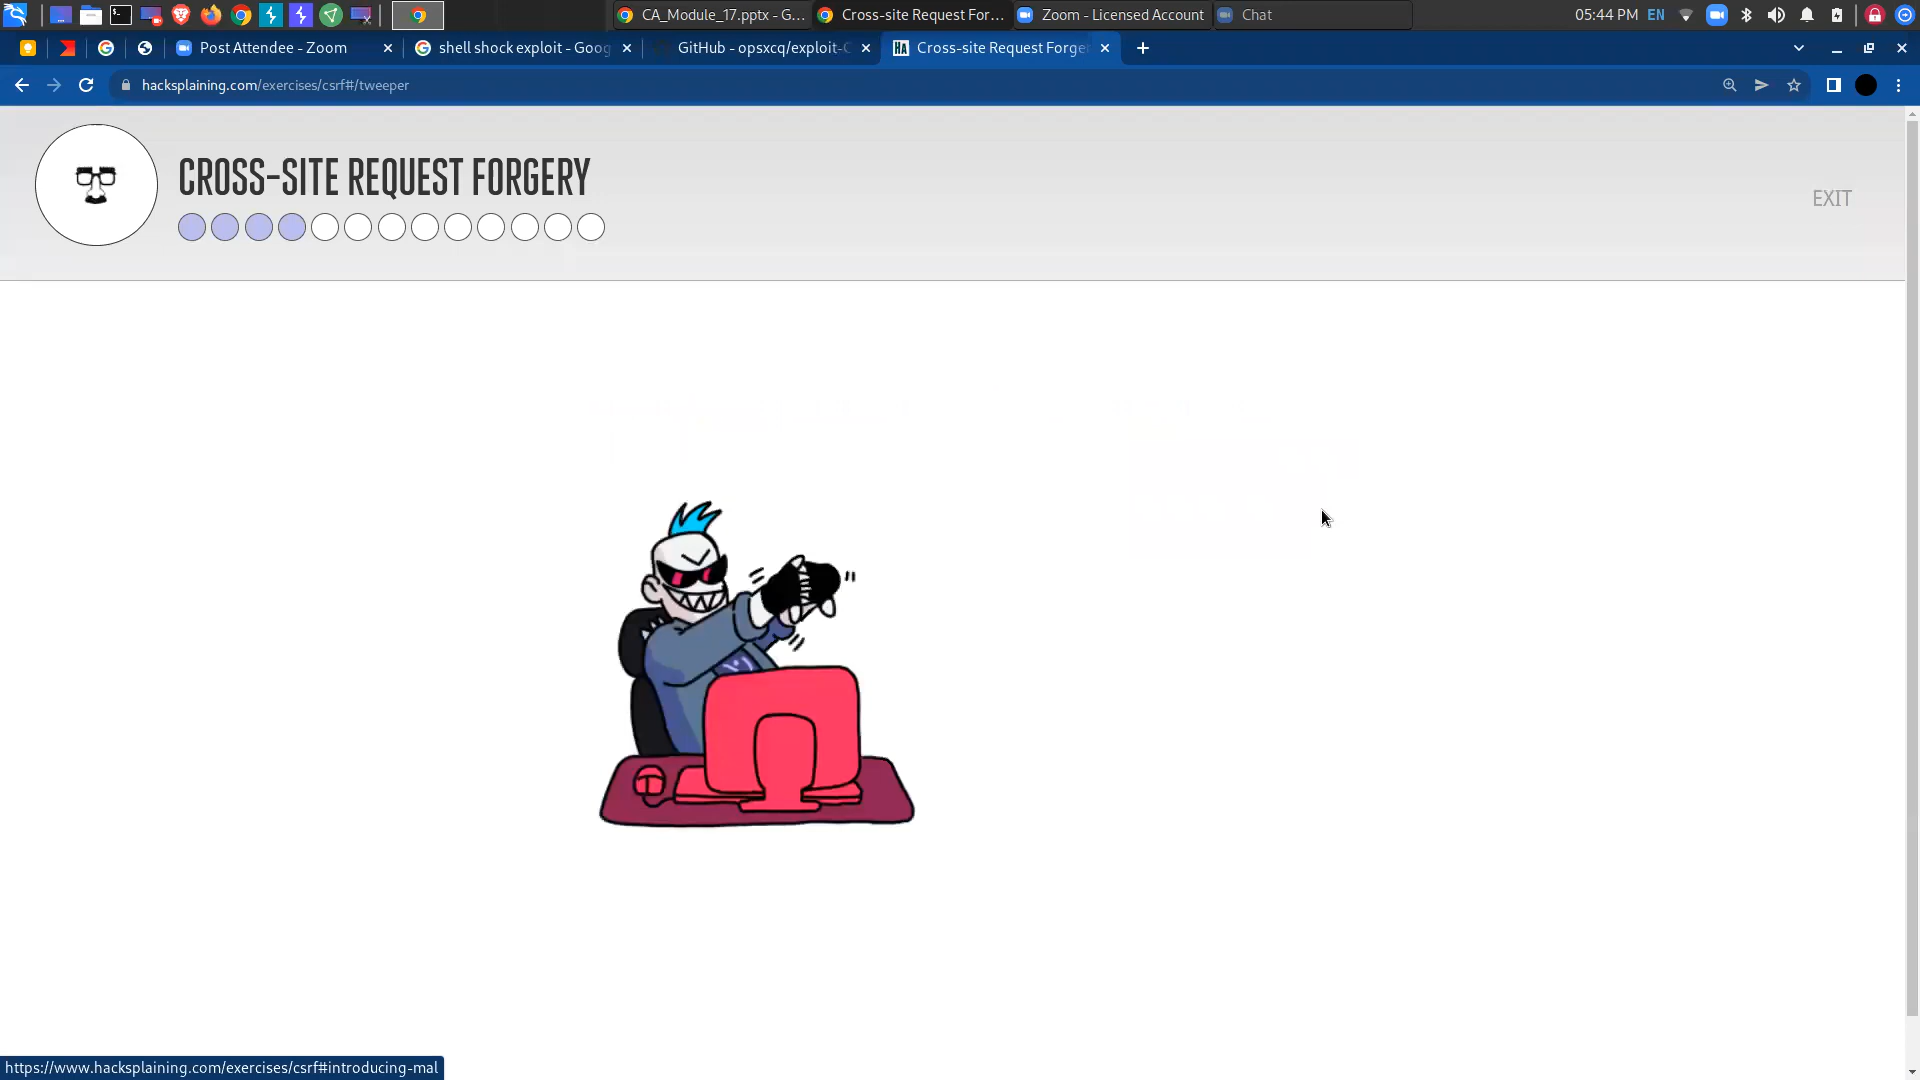 CA_Module_17.pptx - G...
Cross-site Request For...
Zoom - Licensed Account
Chat
05:44 PM
EN
Post Attendee - Zoom
shell shock exploit - Goog
GitHub - opsxcq/exploit-C
HA
Cross-site Request Forger
hacksplaining.com/exercises/csrf#/tweeper
CROSS-SITE REQUEST FORGERY
EXIT
https://www.hacksplaining.com/exercises/csrf#introducing-mal